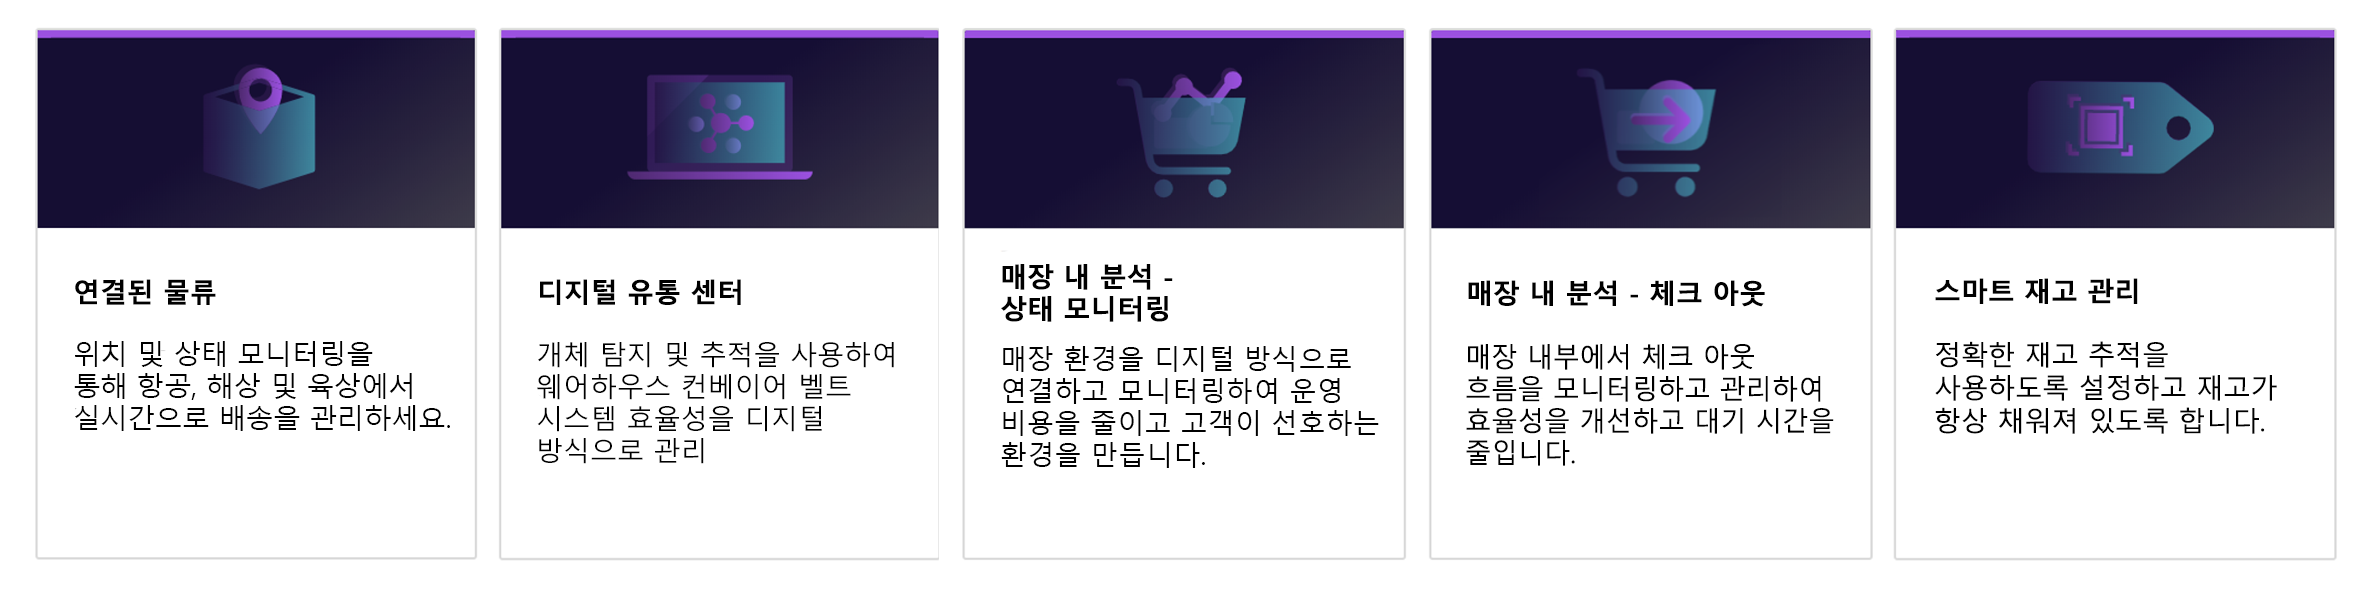 연결된 물류
위치 및 상태 모니터링을
통해 항공, 해상 및 육상에서
실시간으로 배송을 관리하세요.
디지털 유통 센터
개체 탐지 및 추적을 사용하여
웨어하우스 컨베이어 벨트
시스템 효율성을 디지털
방식으로 관리
매장 내 분석 -
상태 모니터링
매장 환경을 디지털 방식으로
연결하고 모니터링하여 운영
비용을 줄이고 고객이 선호하는
환경을 만듭니다.
매장 내 분석 - 체크 아웃
매장 내부에서 체크 아웃
흐름을 모니터링하고 관리하여
효율성을 개선하고 대기 시간을
줄입니다.
스마트 재고 관리
정확한 재고 추적을
사용하도록 설정하고 재고가
항상 채워져 있도록 합니다.